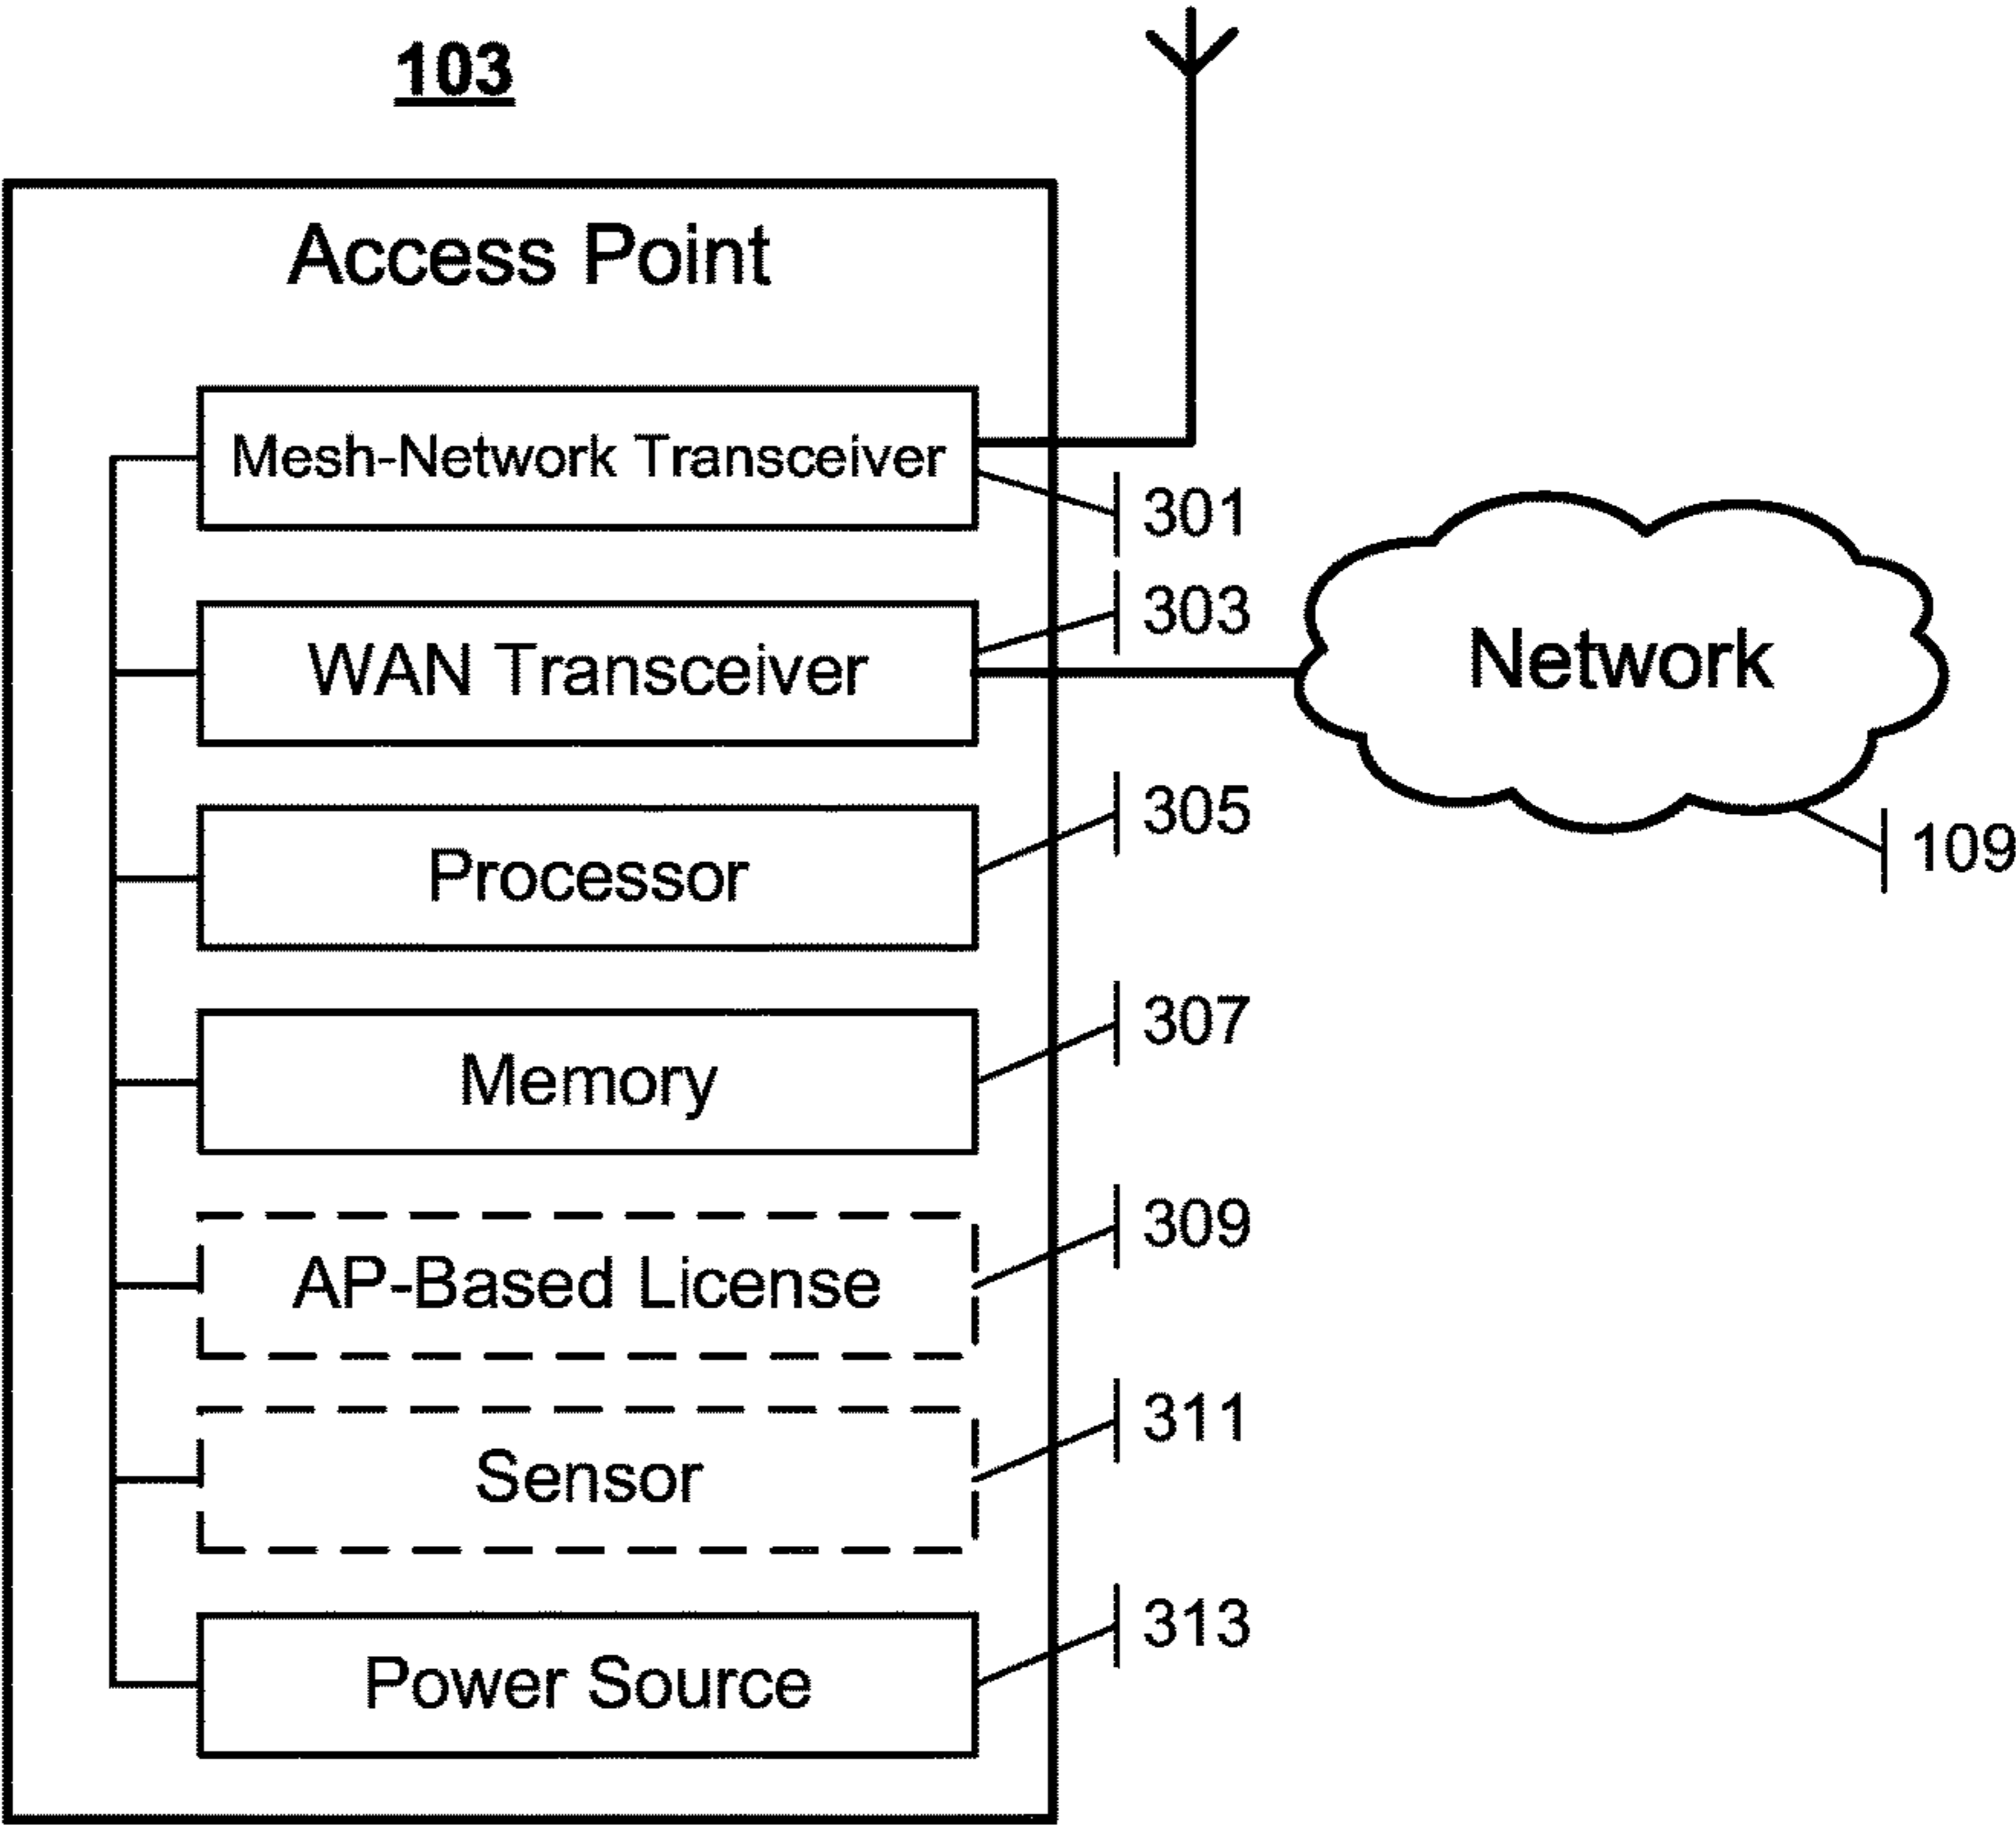 103
Access Point
Mesh-Network Transceiver
301
303
WAN Transceiver
Network
305
109
Processor
307
Memory
309
AP-Based License
311
Sensor
313
Power Source